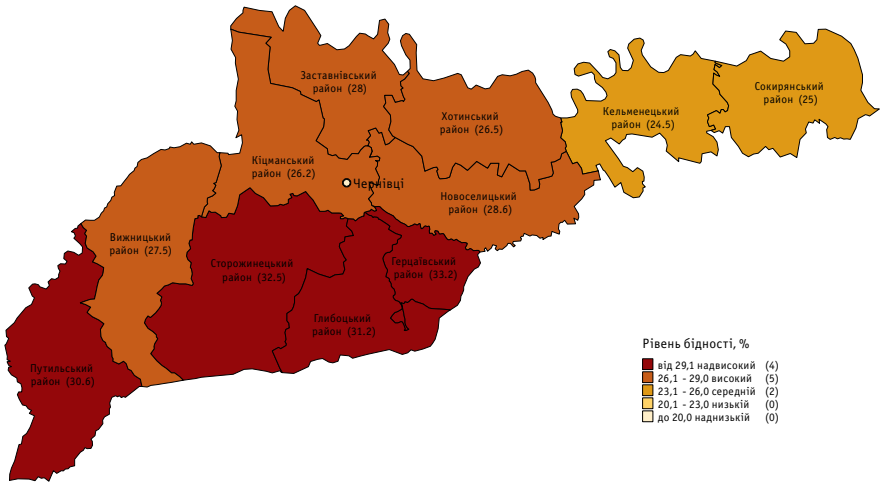 Заставнівський
район (28)
Хотинський
район (26.5)
Кельменецький
район (24.5)
Сокирянський
район (25)
Кіцманський
район (26.2)
Чернівці
Новоселицький
район (28.6)
Вижницький
район (27.5)
Сторожинецький
район (32.5)
Герцаївський
район (33.2)
Глибоцький
район (31.2)
Путильський
район (30.6)
Рівень бідності, %
від 29,1 надвисокий (4)
26,1 - 29,0 високий (5)
23,1 - 26,0 середній (2)
20,1 - 23,0 низькій (0)
до 20,0 наднизькій (0)